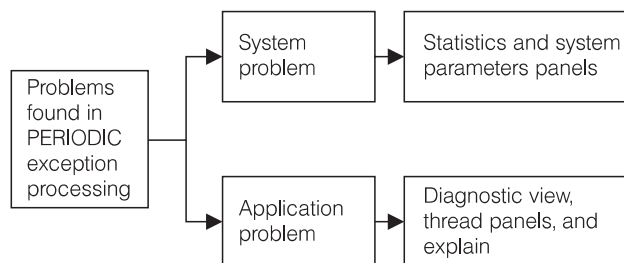 Problems
found in
PERIODIC
exception
processing
System
problem
Statistics and system
parameters panels
Application
problem
Diagnostic view,
thread panels, and
explain